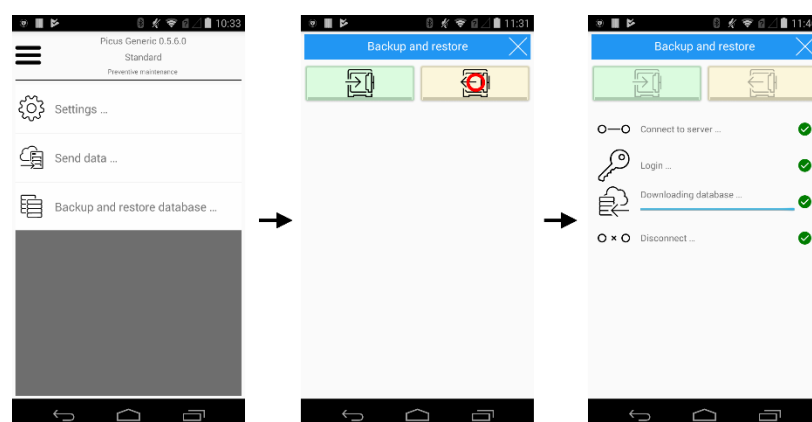 10:33
Picus Generic 0.5.6.0
Standard
Preventive maintenance
Settings ...
Send data ...
Backup and restore database ...
11:31
Backup and restore
Backup and restore
Connect to server ...
Login ...
Downloading database ...
Disconnect ...